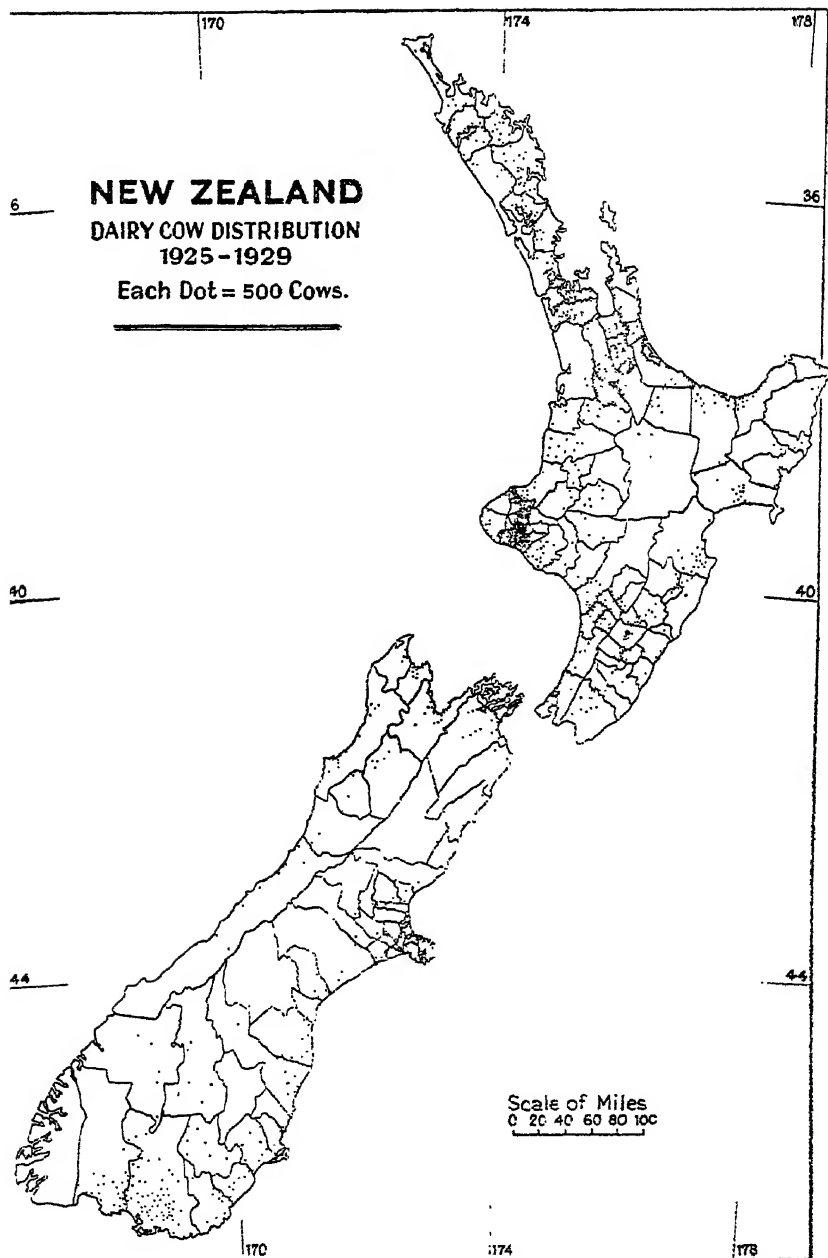 170
174
178
NEW ZEALAND
DAIRY COW DISTRIBUTION
1925-1929
Each Dot = 500 Cows.
6
36
40
40
44
44
Scale of Miles
0 20 40 60 80 100
170
174
178